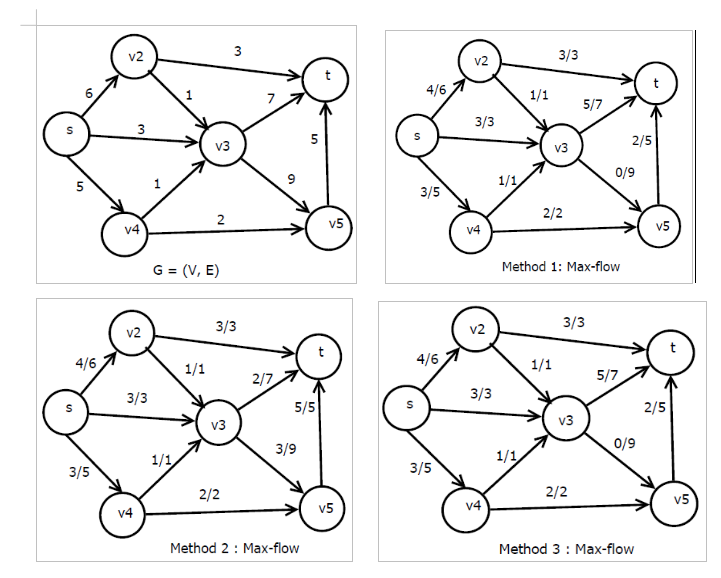 v2
3
t
6
1
7
s
3
v3
5
5
1
9
v4
2
v5
G = (V, E)
v2
3/3
t
4/6
1/1
5/7
s
3/3
v3
2/5
3/5
1/1
0/9
v4
2/2
v5
Method 1: Max-flow
v2
3/3
t
4/6
1/1
2/7
s
3/3
v3
5/5
3/5
1/1
3/9
v4
2/2
v5
Method 2 : Max-flow
v2
3/3
t
4/6
1/1
5/7
s
3/3
v3
2/5
3/5
1/1
0/9
v4
2/2
v5
Method 3 : Max-flow